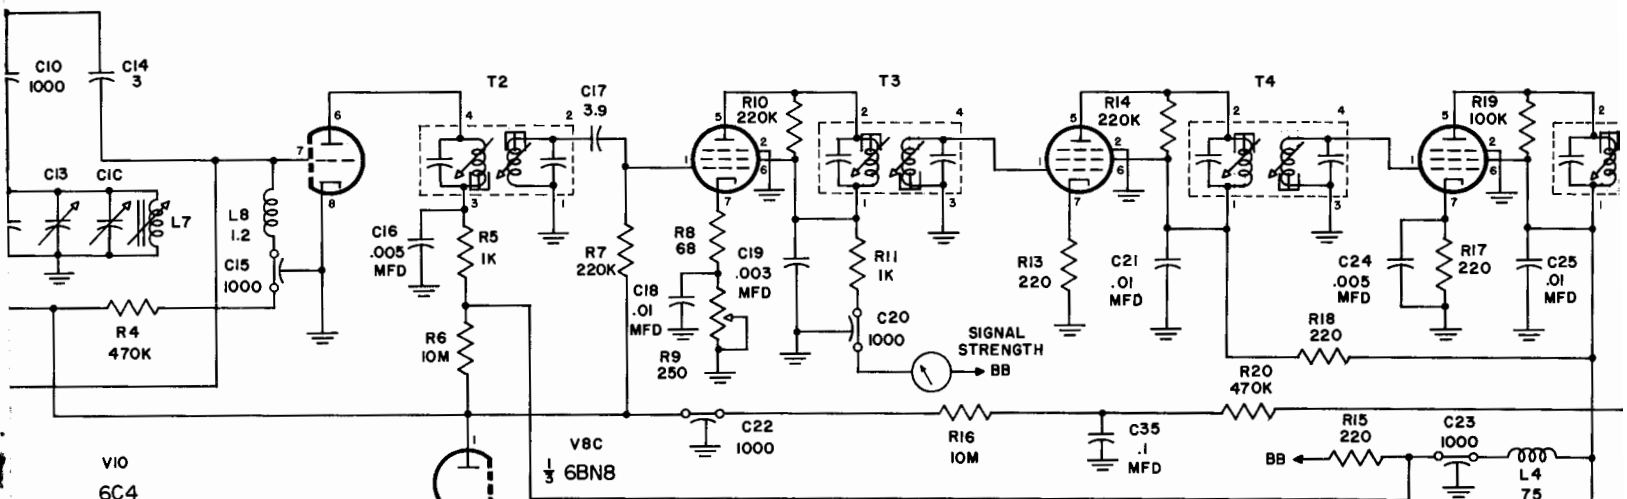 C10
1000
C14
3
C13
C1C
L7
L8
1.2
C15
1000
R4
470K
V10
6C4
6
7
8
T2
4
2
3
1
C16
.005
MFD
R5
1K
R6
10M
C17
3.9
R7
220K
1
V8C
1/3 6BN8
R10
220K
5
1
2
6
7
R8
68
C18
.01
MFD
R9
250
C19
.003
MFD
T3
2
4
1
3
R11
1K
C20
1000
SIGNAL
STRENGTH
BB
C22
1000
R16
10M
C35
.1
MFD
R14
220K
5
1
2
6
7
R13
220
C21
.01
MFD
T4
2
4
1
3
R18
220
R20
470K
R15
220
BB
C23
1000
L4
75
R19
100K
5
1
2
6
7
C24
.005
MFD
R17
220
C25
.01
MFD
2
1